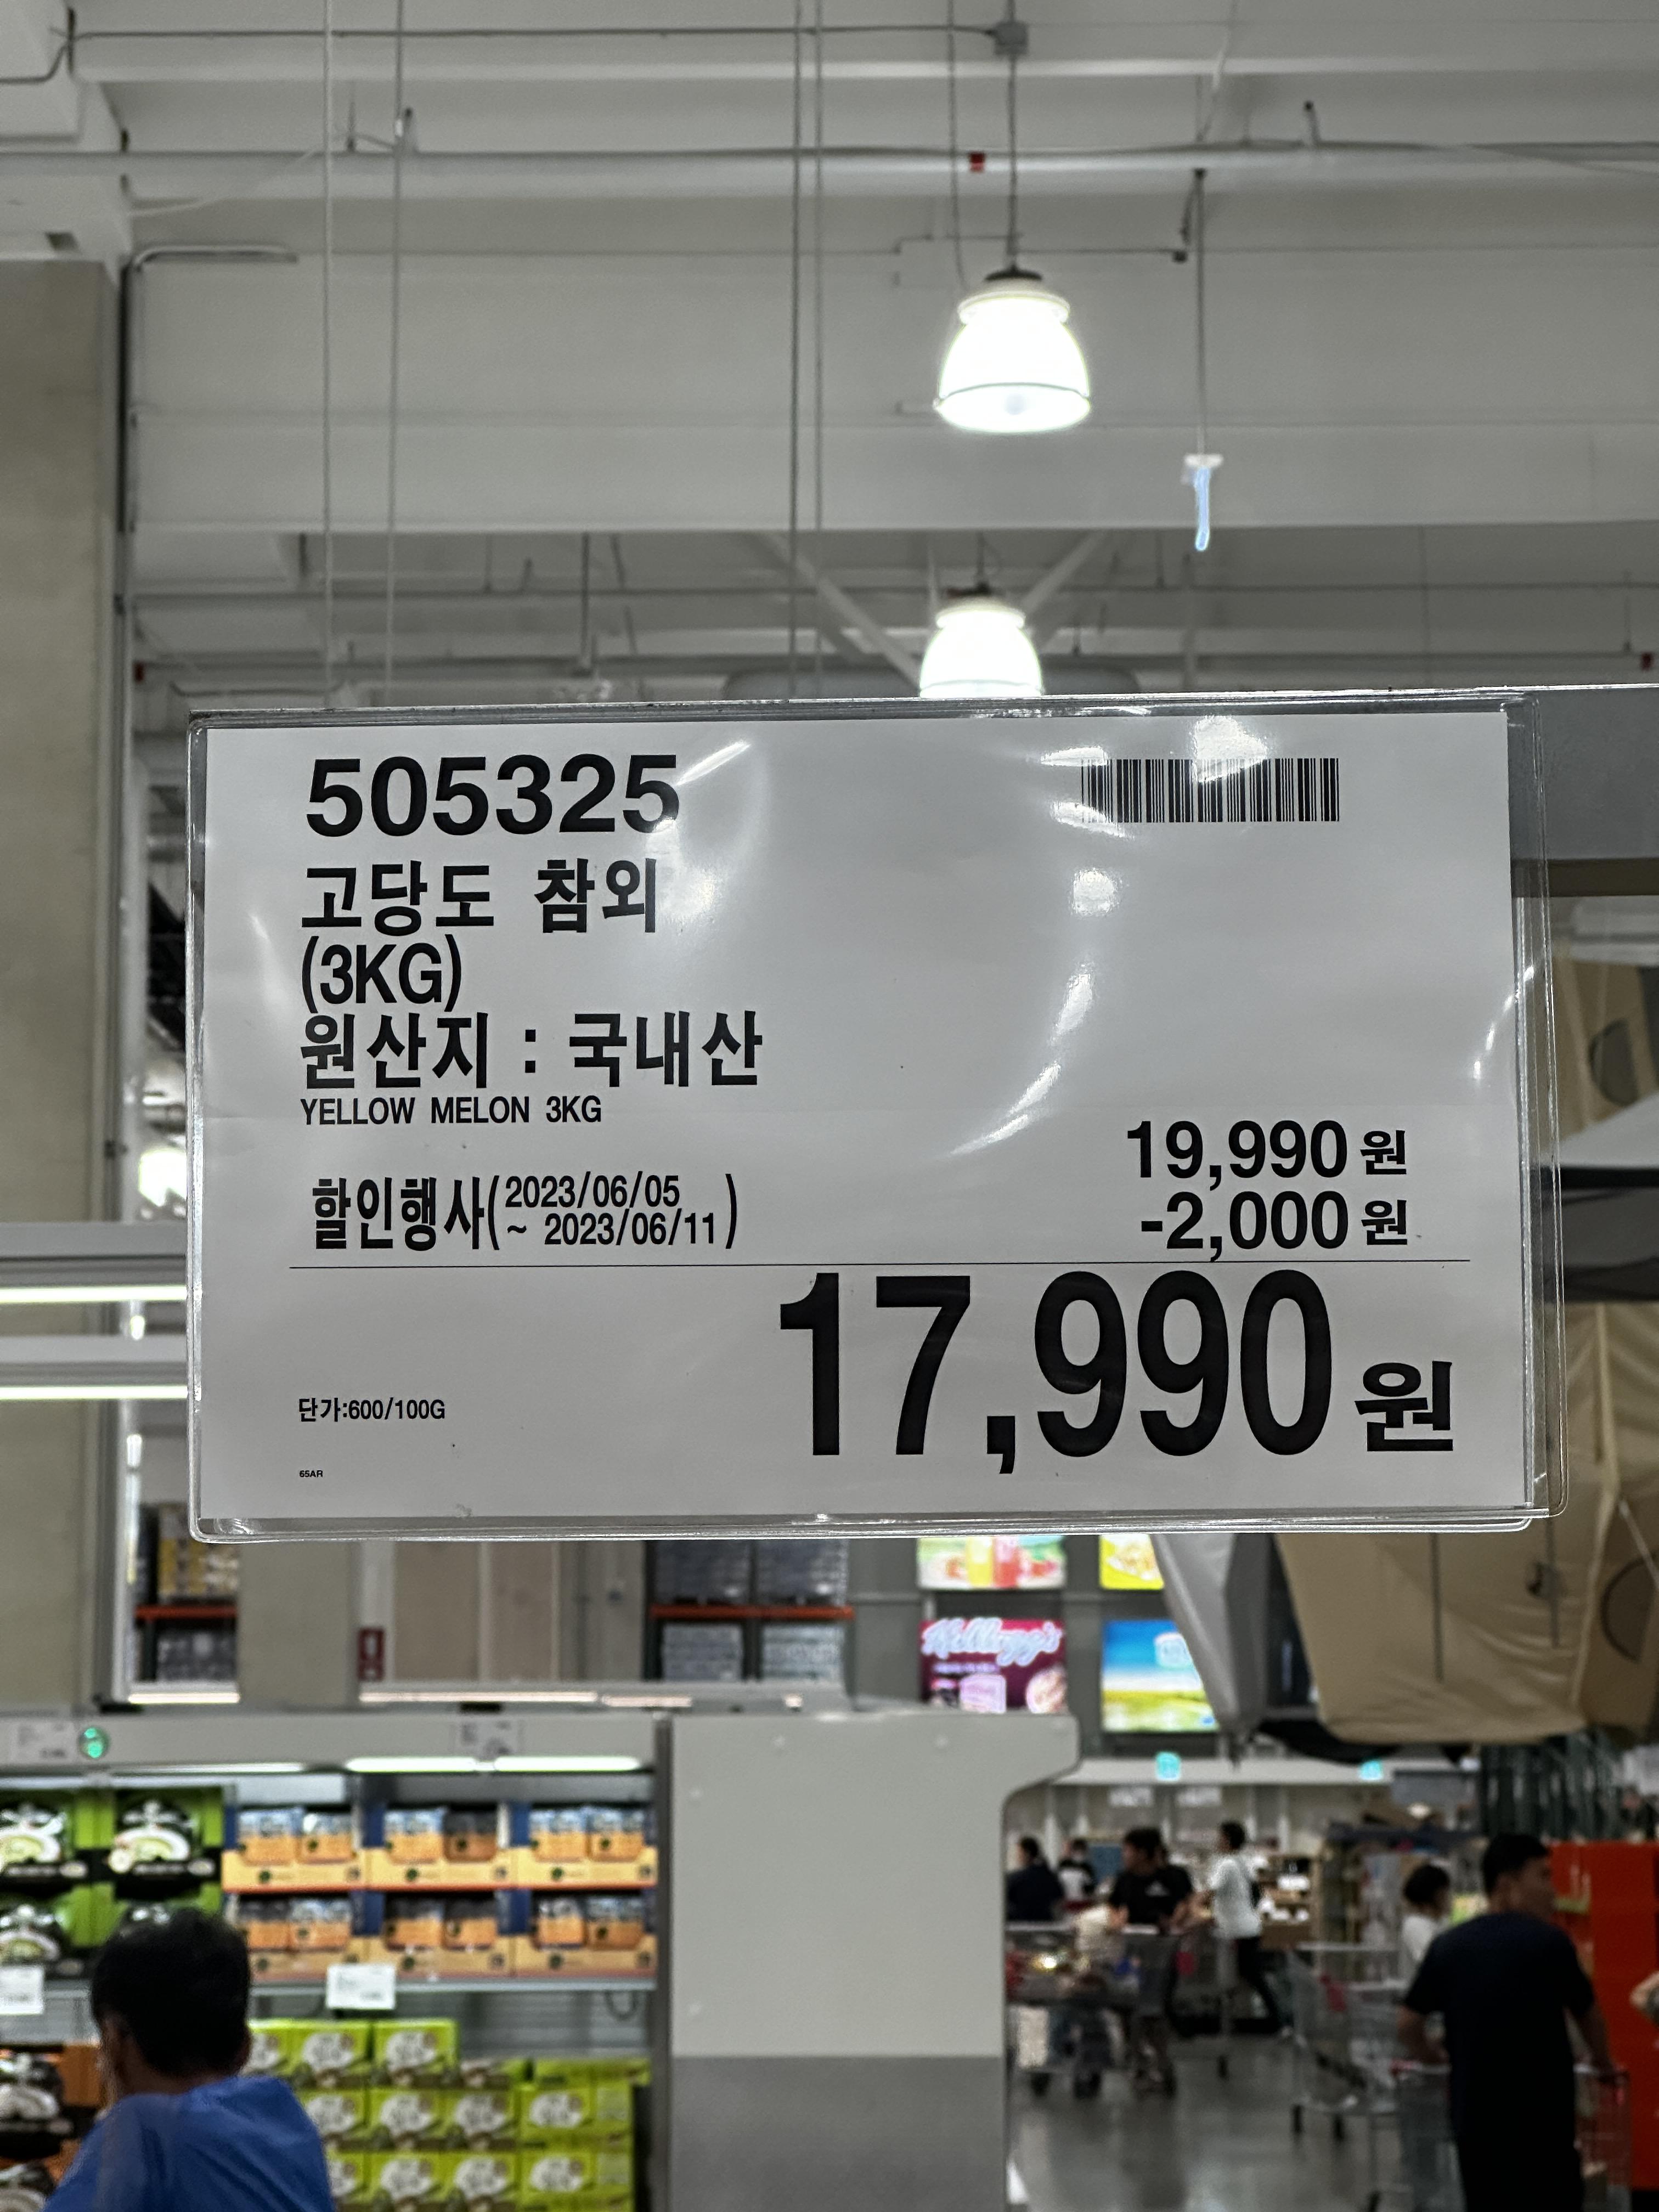 505325
고당도 참외
(3KG)
원산지 : 국내산
YELLOW MELON 3KG
19,990 원
할인행사(2023/06/05
~ 2023/06/11)
-2,000 원
17,990 원
단가:600/100G
65AR
Kellogg's